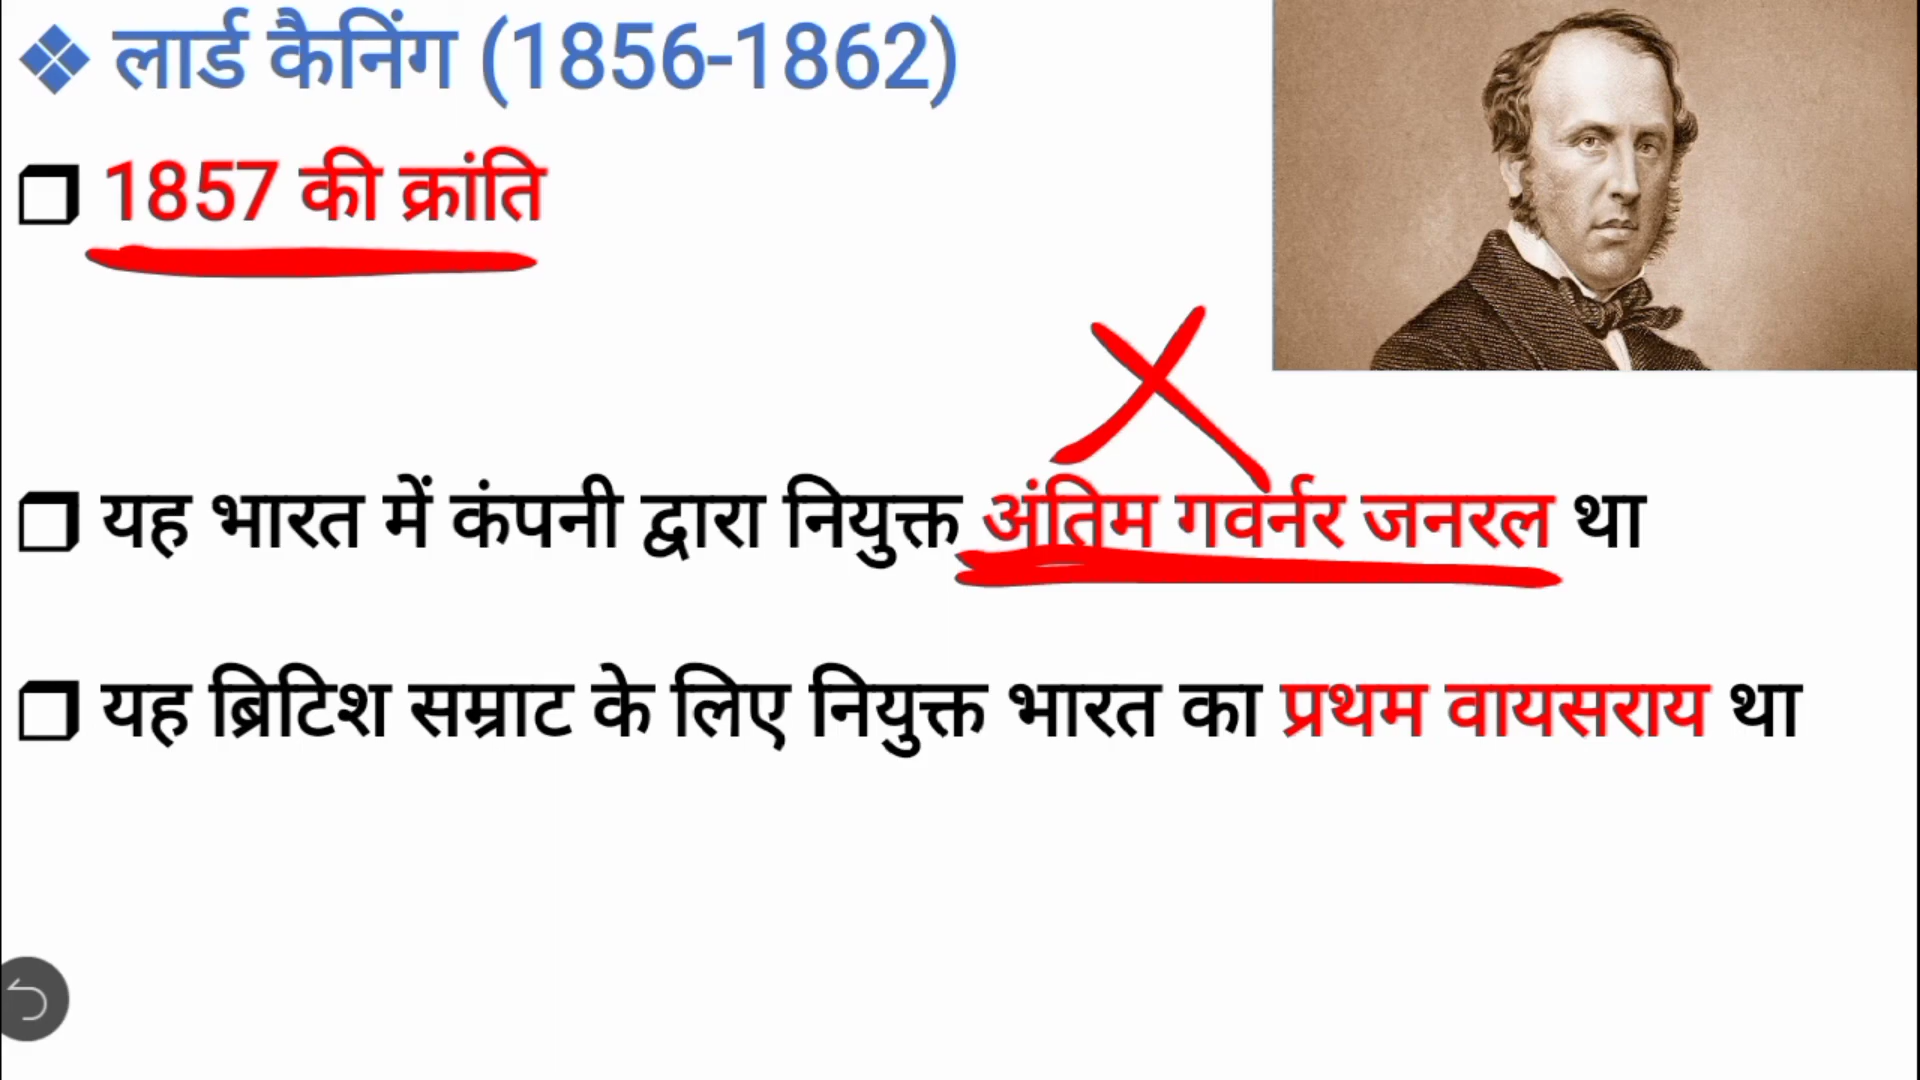 लार्ड कैनिंग (1856-1862)
1857 की क्रांति
यह भारत में कंपनी द्वारा नियुक्त अंतिम गवर्नर जनरल था
यह ब्रिटिश सम्राट के लिए नियुक्त भारत का प्रथम वायसराय था